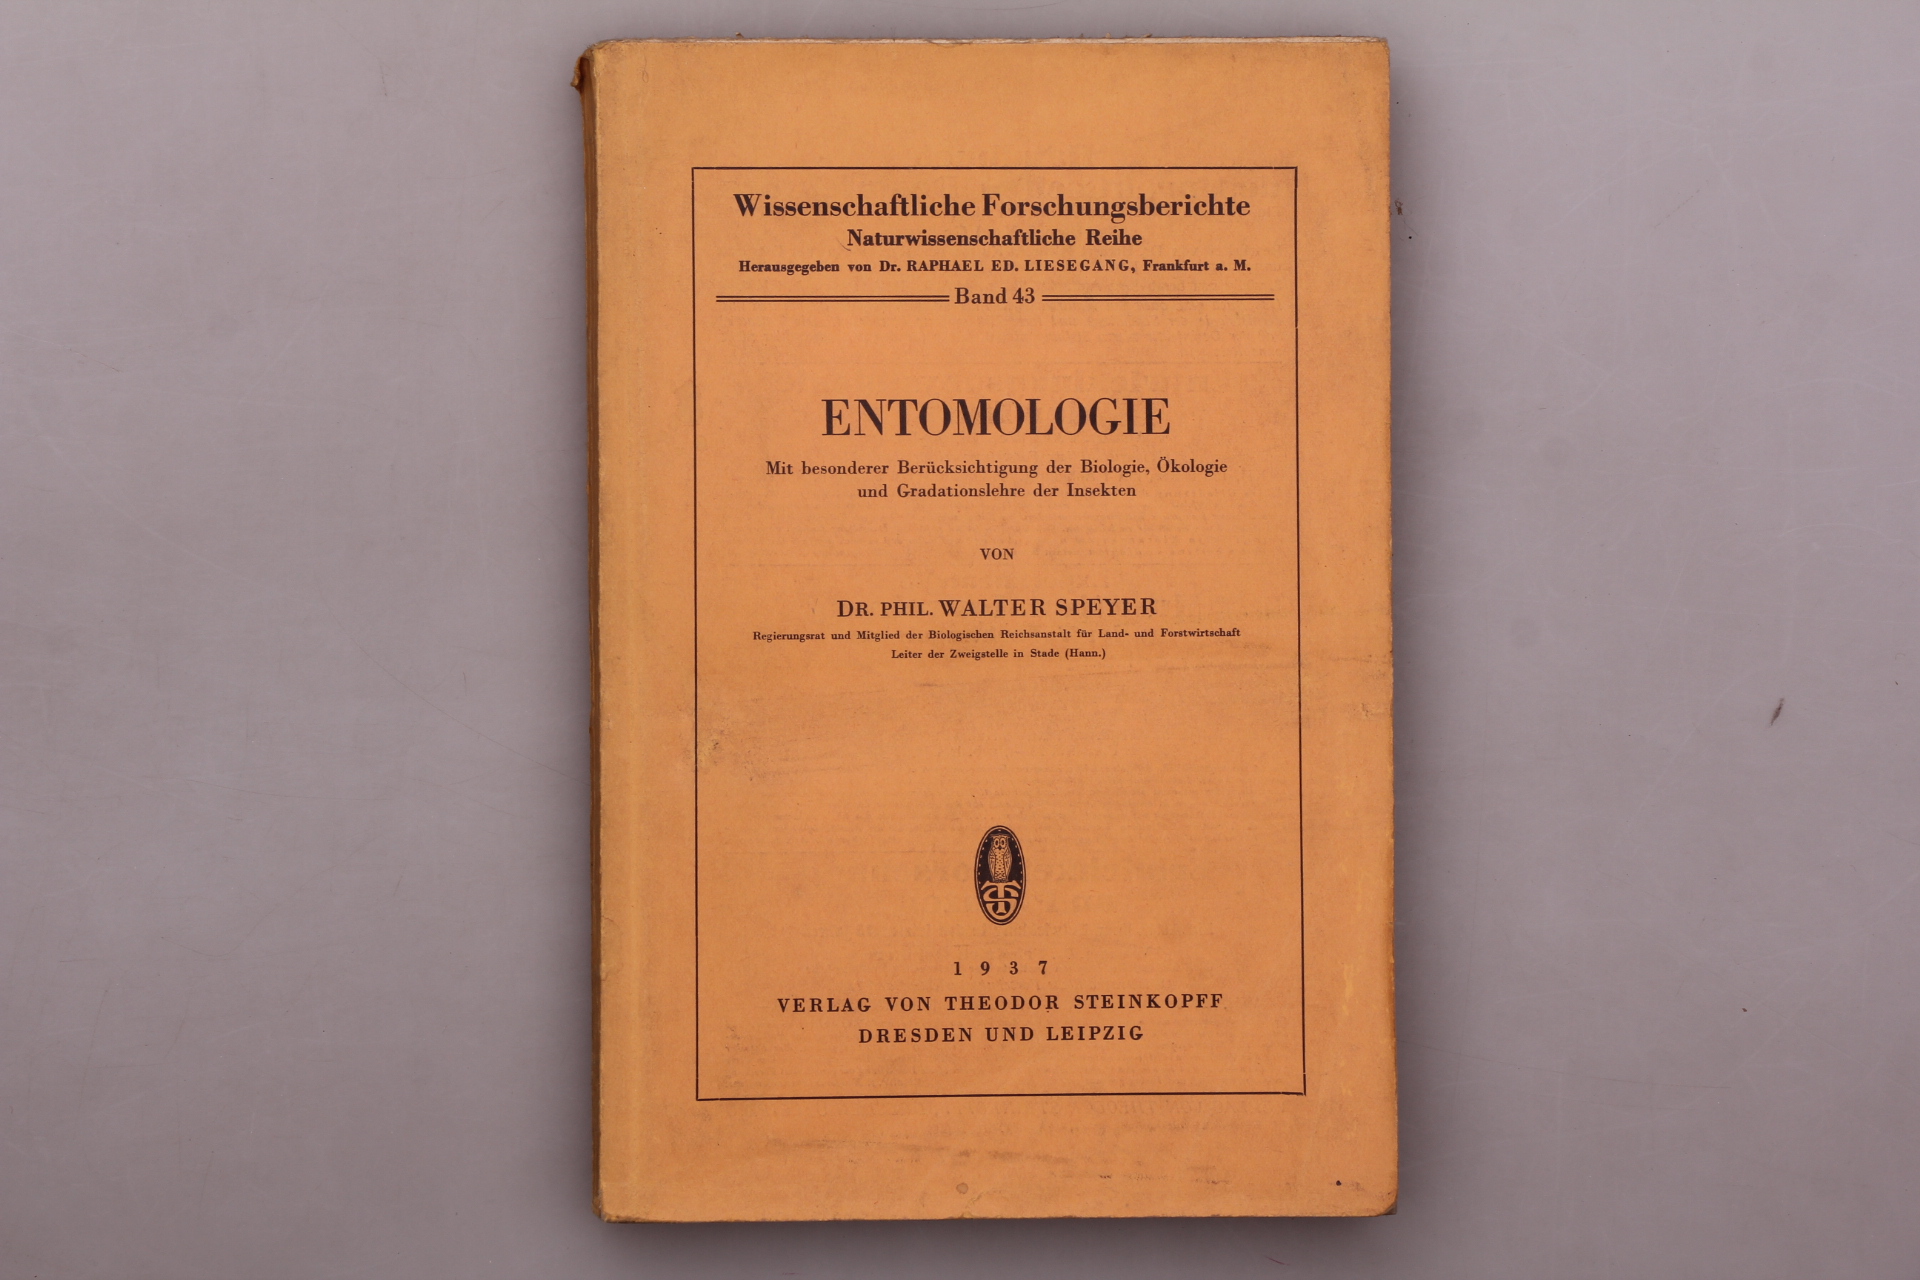 Wissenschaftliche Forschungsberichte
Naturwissenschaftliche Reihe
Herausgegeben von Dr. RAPHAEL ED. LIESEGANG, Frankfurt a. M.
Band 43
ENTOMOLOGIE
Mit besonderer Berücksichtigung der Biologie, Ökologie
und Gradationslehre der Insekten
VON
DR. PHIL. WALTER SPEYER
Regierungsrat und Mitglied der Biologischen Reichsanstalt für Land- und Forstwirtschaft
Leiter der Zweigstelle in Stade (Hann.)
1937
VERLAG VON THEODOR STEINKOPFF
DRESDEN UND LEIPZIG